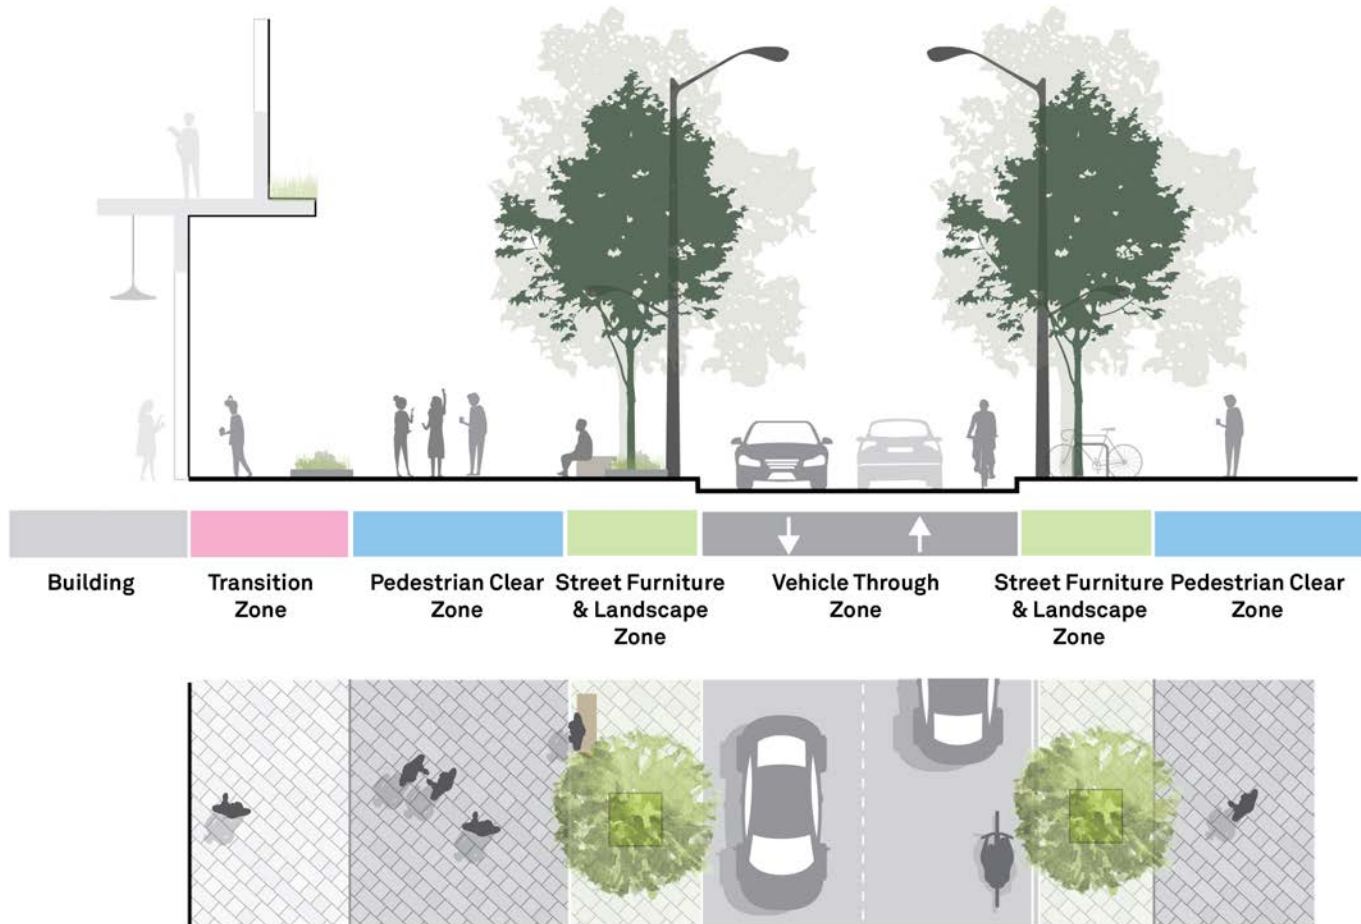 Building
Transition
Zone
Pedestrian Clear
Zone
Street Furniture
& Landscape
Zone
Vehicle Through
Zone
Street Furniture
& Landscape
Zone
Pedestrian Clear
Zone